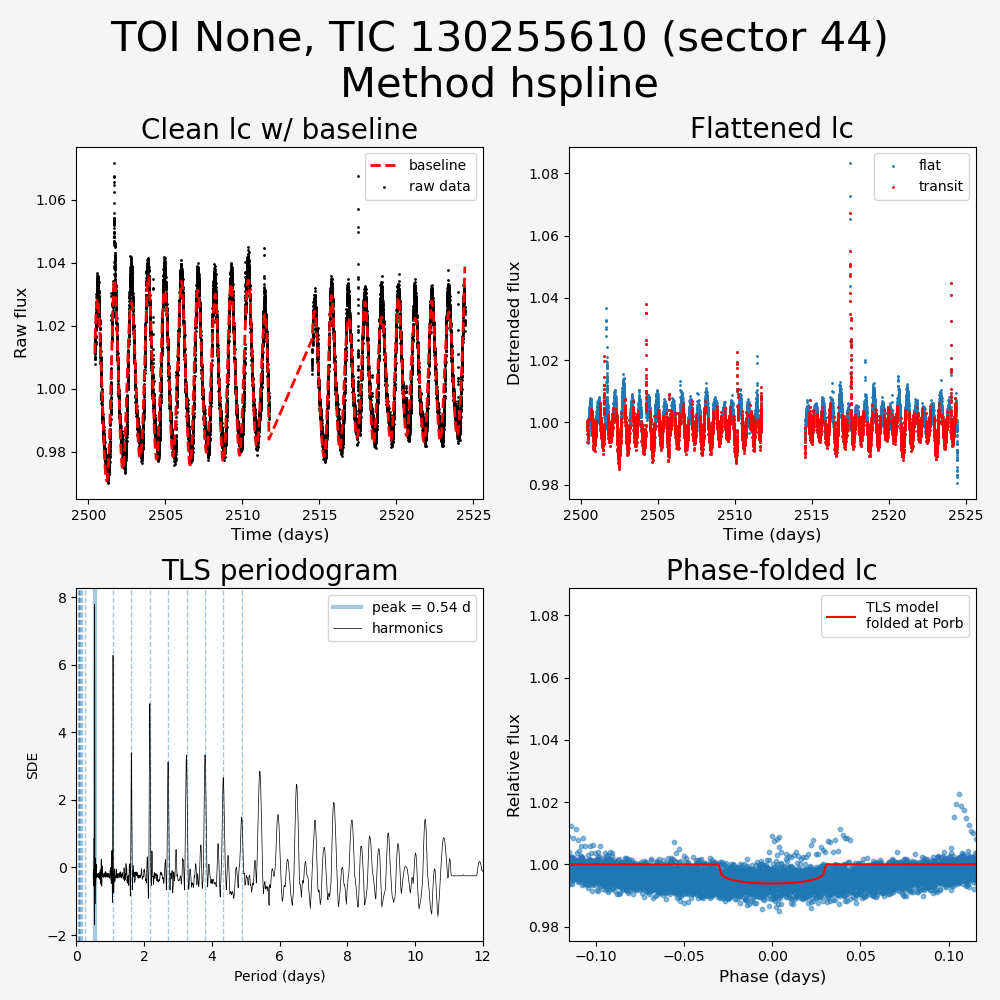 TOI None, TIC 130255610 (sector 44)
Method hspline
Clean lc w/ baseline
Raw flux
1.06
1.04
1.02
1.00
0.98
baseline
raw data
2500
2505
2510
2515
2520
2525
Time (days)
Flattened lc
Detrended flux
1.08
1.06
1.04
1.02
1.00
0.98
flat
transit
2500
2505
2510
2515
2520
2525
Time (days)
TLS periodogram
SDE
8
6
4
2
0
−2
peak = 0.54 d
harmonics
0
2
4
6
8
10
12
Period (days)
Phase-folded lc
Relative flux
1.08
1.06
1.04
1.02
1.00
0.98
TLS model
folded at Porb
−0.10
−0.05
0.00
0.05
0.10
Phase (days)